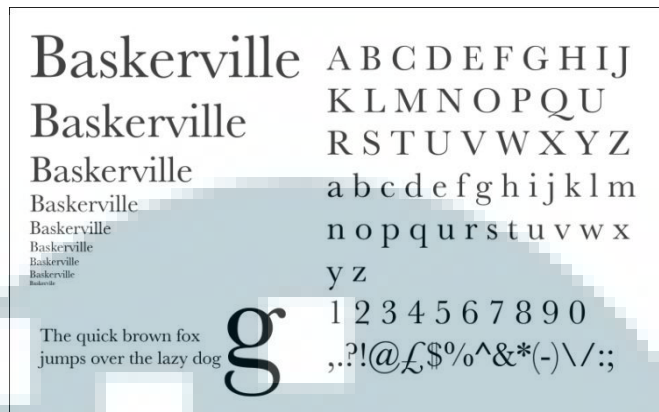 Baskerville
Baskerville
Baskerville
Baskerville
Baskerville
Baskerville
Baskerville
Baskerville
Baskerville
The quick brown fox
jumps over the lazy dog
g
A B C D E F G H I J
K L M N O P Q U
R S T U V W X Y Z
a b c d e f g h i j k l m
n o p q u r s t u v w x
y z
1 2 3 4 5 6 7 8 9 0
,.?!@£$%^&*(-)\/:;